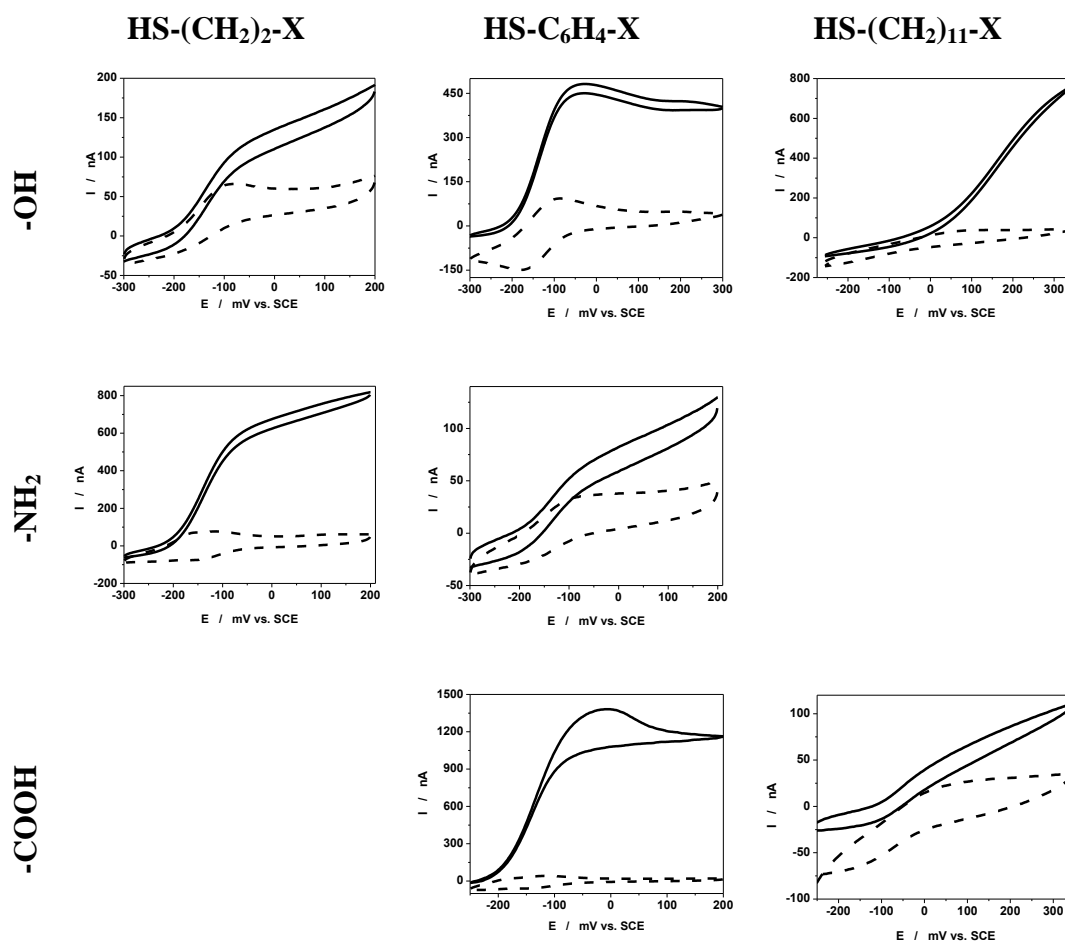 HS-(CH₂)₂-X HS-C₆H₄-X HS-(CH₂)₁₁-X
-OH
200
150
100
50
0
-50
I / nA
-300 -200 -100 0 100 200
E / mV vs. SCE
450
300
150
0
-150
I / nA
-300 -200 -100 0 100 200 300
E / mV vs. SCE
800
600
400
200
0
-200
I / nA
-200 -100 0 100 200 300
E / mV vs. SCE
-NH₂
800
600
400
200
0
-200
I / nA
-300 -200 -100 0 100 200
E / mV vs. SCE
100
50
0
-50
I / nA
-300 -200 -100 0 100 200
E / mV vs. SCE
-COOH
1500
1200
900
600
300
0
I / nA
-200 -100 0 100 200
E / mV vs. SCE
100
50
0
-50
-100
I / nA
-200 -100 0 100 200 300
E / mV vs. SCE